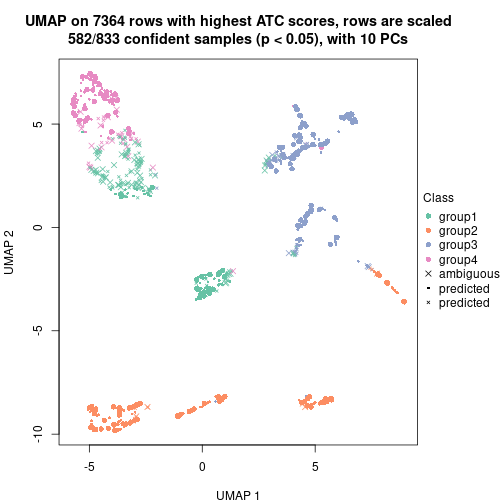 UMAP on 7364 rows with highest ATC scores, rows are scaled
582/833 confident samples (p < 0.05), with 10 PCs
5
0
-5
-10
UMAP 2
-5
0
5
UMAP 1
Class
group1
group2
group3
group4
ambiguous
predicted
predicted